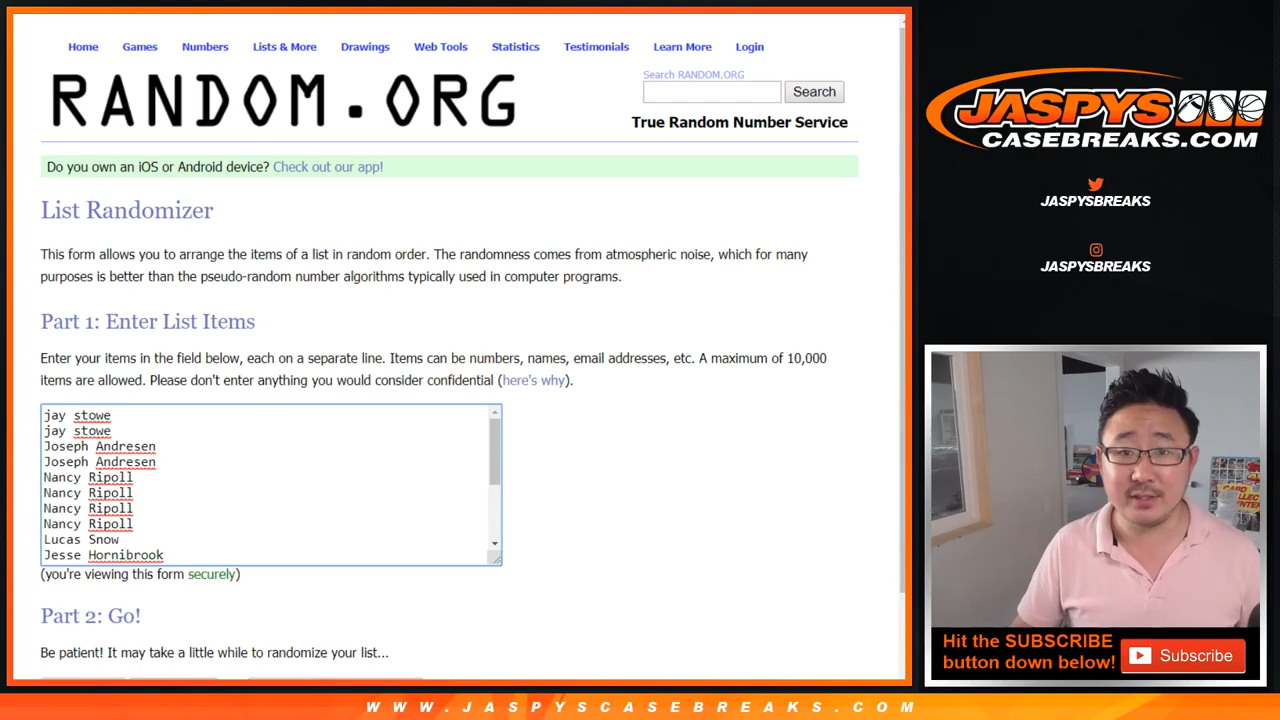 Home Games Numbers Lists & More Drawings Web Tools Statistics Testimonials Learn More Login
RANDOM.ORG
Search RANDOM.ORG
Search
True Random Number Service
Do you own an iOS or Android device? Check out our app!
List Randomizer
This form allows you to arrange the items of a list in random order. The randomness comes from atmospheric noise, which for many
purposes is better than the pseudo-random number algorithms typically used in computer programs.
Part 1: Enter List Items
Enter your items in the field below, each on a separate line. Items can be numbers, names, email addresses, etc. A maximum of 10,000
items are allowed. Please don't enter anything you would consider confidential (here's why).
jay stowe
jay stowe
Joseph Andresen
Joseph Andresen
Nancy Ripoll
Nancy Ripoll
Nancy Ripoll
Nancy Ripoll
Lucas Snow
Jesse Hornibrook
(you're viewing this form securely)
Part 2: Go!
Be patient! It may take a little while to randomize your list...
JASPYS
CASEBREAKS.COM
JASPYSBREAKS
JASPYSBREAKS
Hit the SUBSCRIBE
button down below!
Subscribe
WWW.JASPYSCASEBREAKS.COM